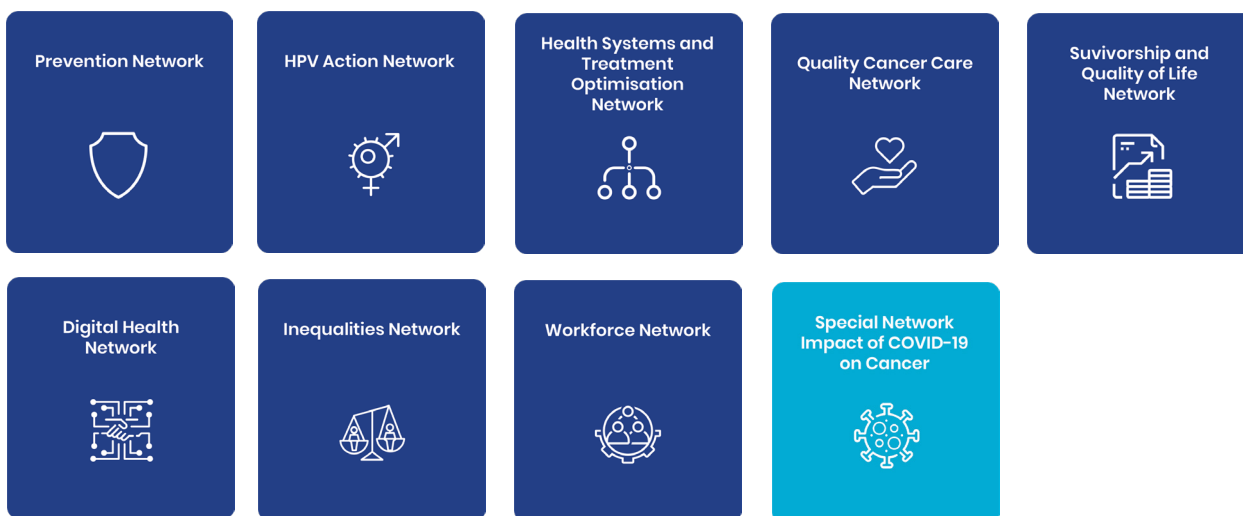 Prevention Network
HPV Action Network
Health Systems and
Treatment
Optimisation
Network
Quality Cancer Care
Network
Suvivorship and
Quality of Life
Network
Digital Health
Network
Inequalities Network
Workforce Network
Special Network
Impact of COVID-19
on Cancer